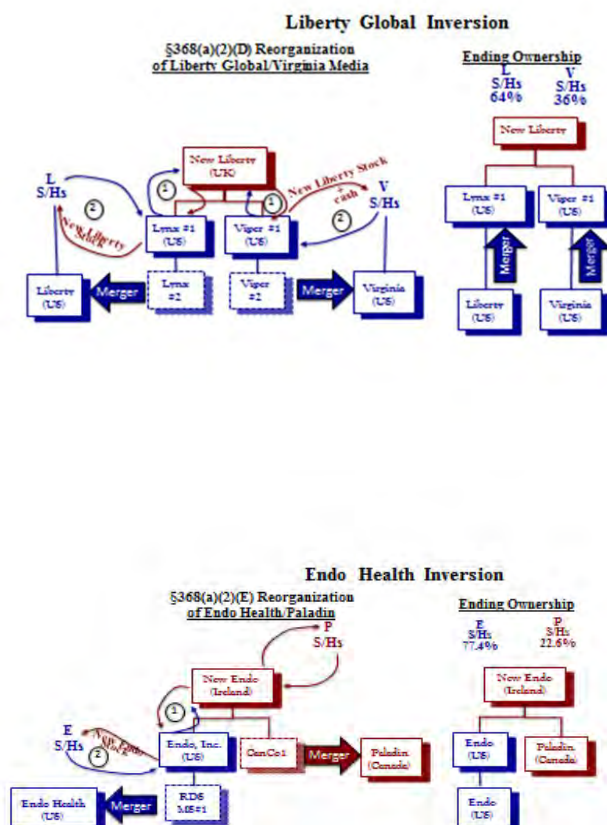 Liberty Global Inversion
§368(a)(2)(D) Reorganization
of Liberty Global/Virginia Media
Ending Ownership
L
S/Hs
64%
V
S/Hs
36%
New Liberty
(UK)
New Liberty
L
S/Hs
2
1
1
New Liberty Stock
+
cash
V
S/Hs
2
New Liberty
Stock
Lynx #1
(US)
Viper #1
(US)
Lynx #1
(US)
Viper #1
(US)
Liberty
(US)
Merger
Lynx
#2
Viper
#2
Merger
Virginia
(US)
Merger
Merger
Liberty
(US)
Virginia
(US)
Endo Health Inversion
§368(a)(2)(E) Reorganization
of Endo Health/Paladin
Ending Ownership
P
S/Hs
E
S/Hs
77.4%
P
S/Hs
22.6%
New Endo
(Ireland)
New Endo
(Ireland)
1
E
S/Hs
New Endo
Stock
2
Endo, Inc.
(US)
CanCo1
Merger
Paladin
(Canada)
Endo
(US)
Paladin
(Canada)
Endo Health
(US)
Merger
RDS
MS#1
Endo
(US)